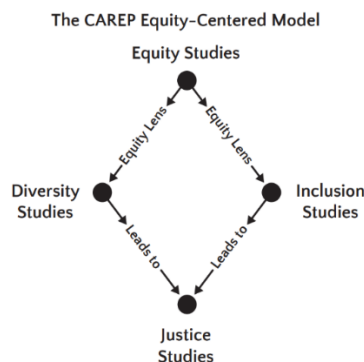 The CAREP Equity-Centered Model
Equity Studies
Equity Lens
Equity Lens
Diversity
Studies
Inclusion
Studies
Leads to
Leads to
Justice
Studies